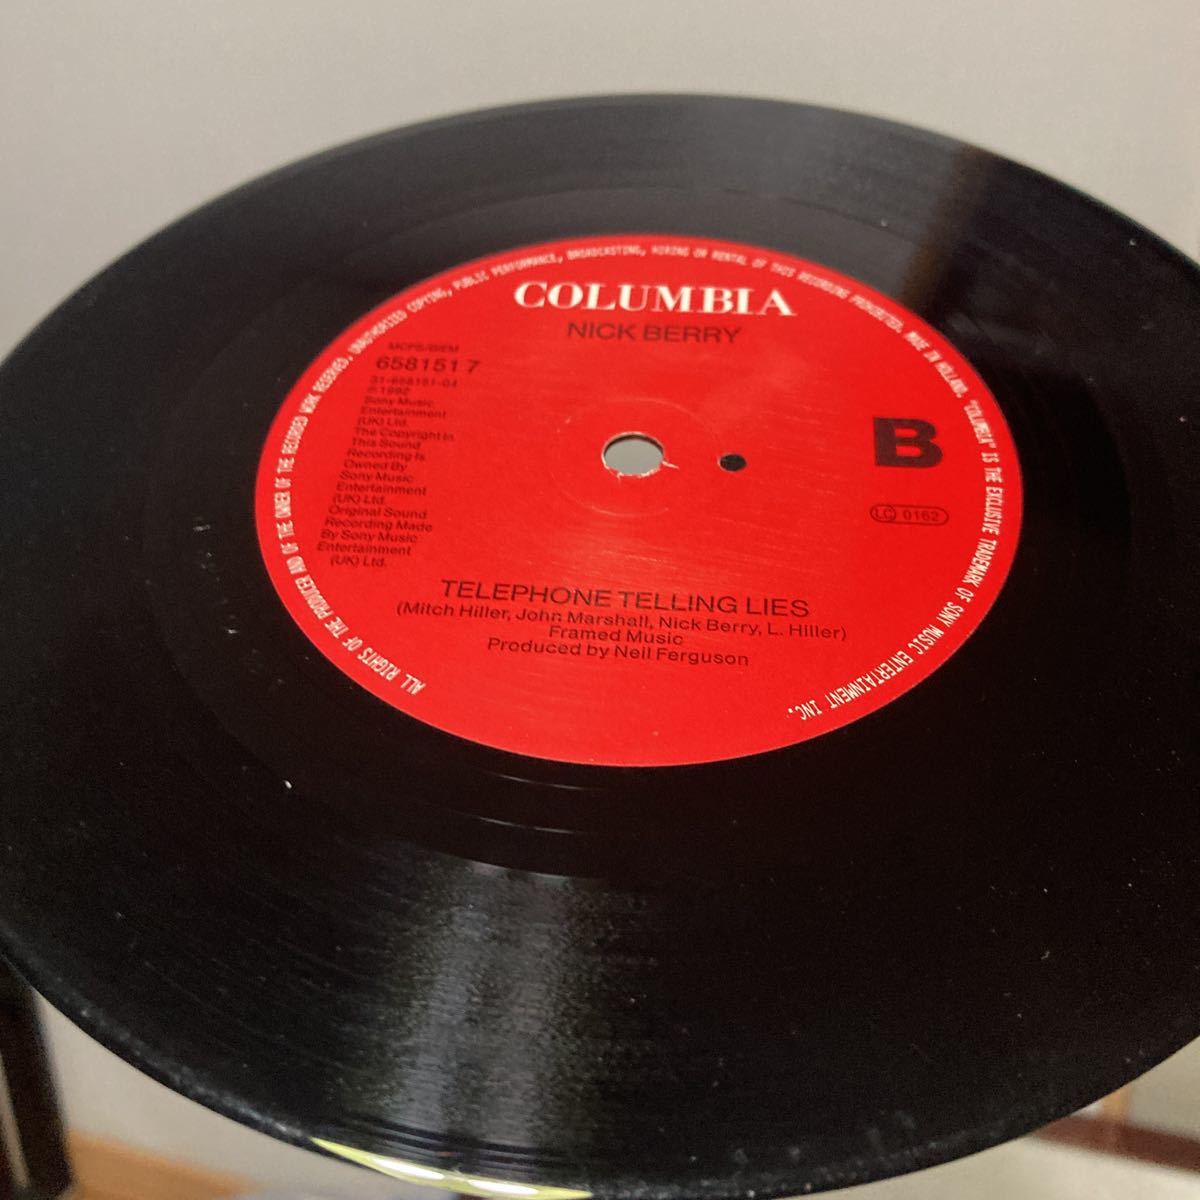 COLUMBIA
NICK BERRY
MCPS/BIEM
658151 7
31-658151-04
℗ 1992
Sony Music
Entertainment
(UK) Ltd.
The Copyright In
This Sound
Recording Is
Owned By
Sony Music
Entertainment
(UK) Ltd.
Original Sound
Recording Made
By Sony Music
Entertainment
(UK) Ltd.
B
LC 0162
TELEPHONE TELLING LIES
(Mitch Hiller, John Marshall, Nick Berry, L. Hiller)
Framed Music
Produced by Neil Ferguson
ALL RIGHTS OF THE PRODUCER AND OF THE OWNER OF THE RECORDED WORK RESERVED, UNAUTHORIZED COPYING, PUBLIC PERFORMANCE, BROADCASTING, HIRING OR RENTAL OF THIS RECORDING PROHIBITED. MADE IN HOLLAND. "COLUMBIA" IS THE EXCLUSIVE TRADEMARK OF SONY MUSIC ENTERTAINMENT INC.